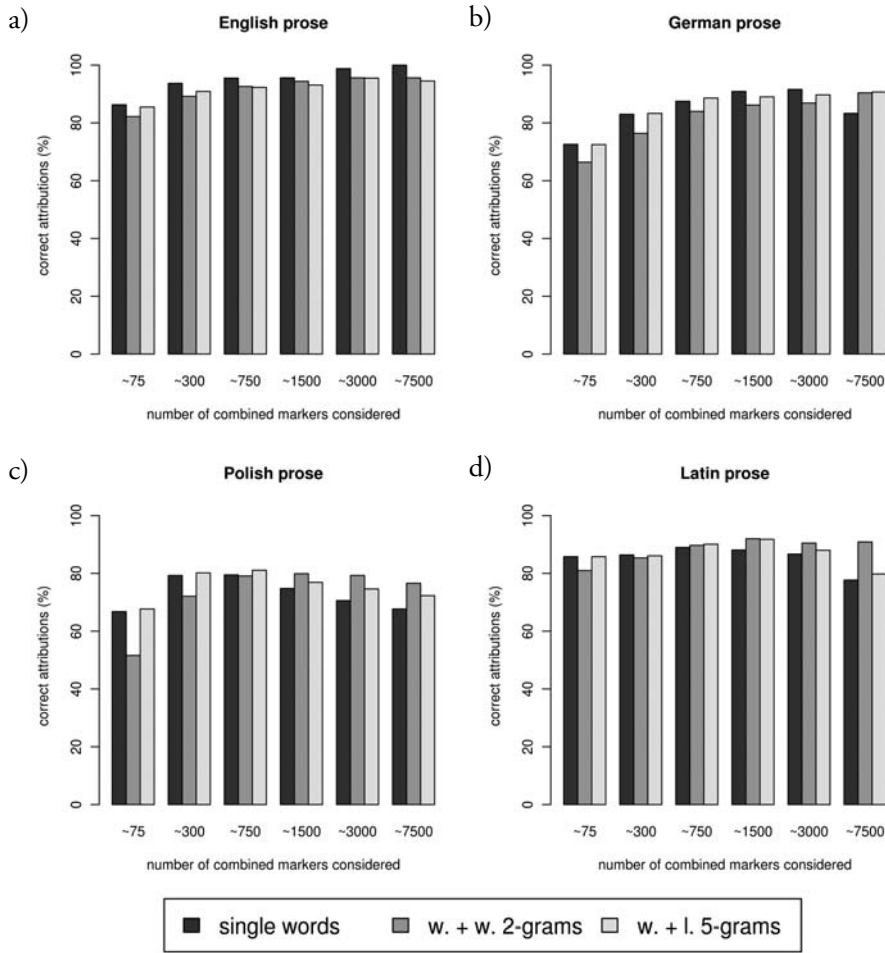 a)
English prose
correct attributions (%)
0 20 40 60 80 100
~75 ~300 ~750 ~1500 ~3000 ~7500
number of combined markers considered
b)
German prose
correct attributions (%)
0 20 40 60 80 100
~75 ~300 ~750 ~1500 ~3000 ~7500
number of combined markers considered
c)
Polish prose
correct attributions (%)
0 20 40 60 80 100
~75 ~300 ~750 ~1500 ~3000 ~7500
number of combined markers considered
d)
Latin prose
correct attributions (%)
0 20 40 60 80 100
~75 ~300 ~750 ~1500 ~3000 ~7500
number of combined markers considered
single words w. + w. 2-grams w. + l. 5-grams